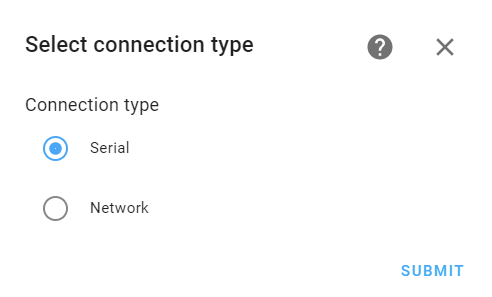 Select connection type
Connection type
Serial
Network
SUBMIT